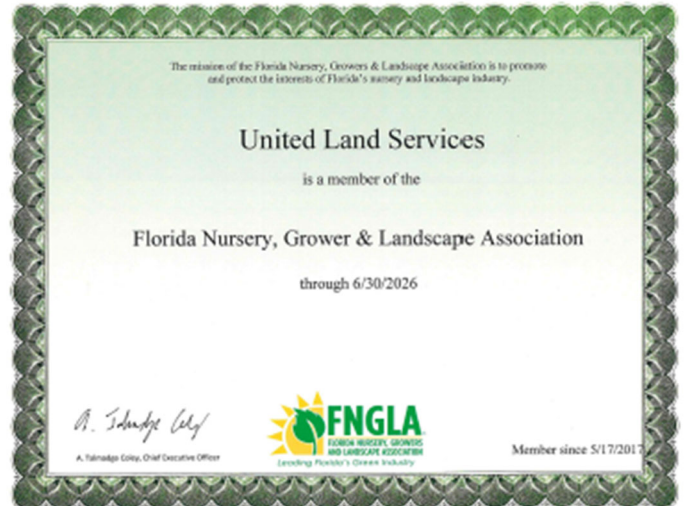 The mission of the Florida Nursery, Growers & Landscape Association is to promote
and protect the interests of Florida's nursery and landscape industry.
United Land Services
is a member of the
Florida Nursery, Grower & Landscape Association
through 6/30/2026
A. Talmadge Coley
A. Talmadge Coley, Chief Executive Officer
FNGLA
FLORIDA NURSERY, GROWERS
AND LANDSCAPE ASSOCIATION
Leading Florida's Green Industry
Member since 5/17/2017